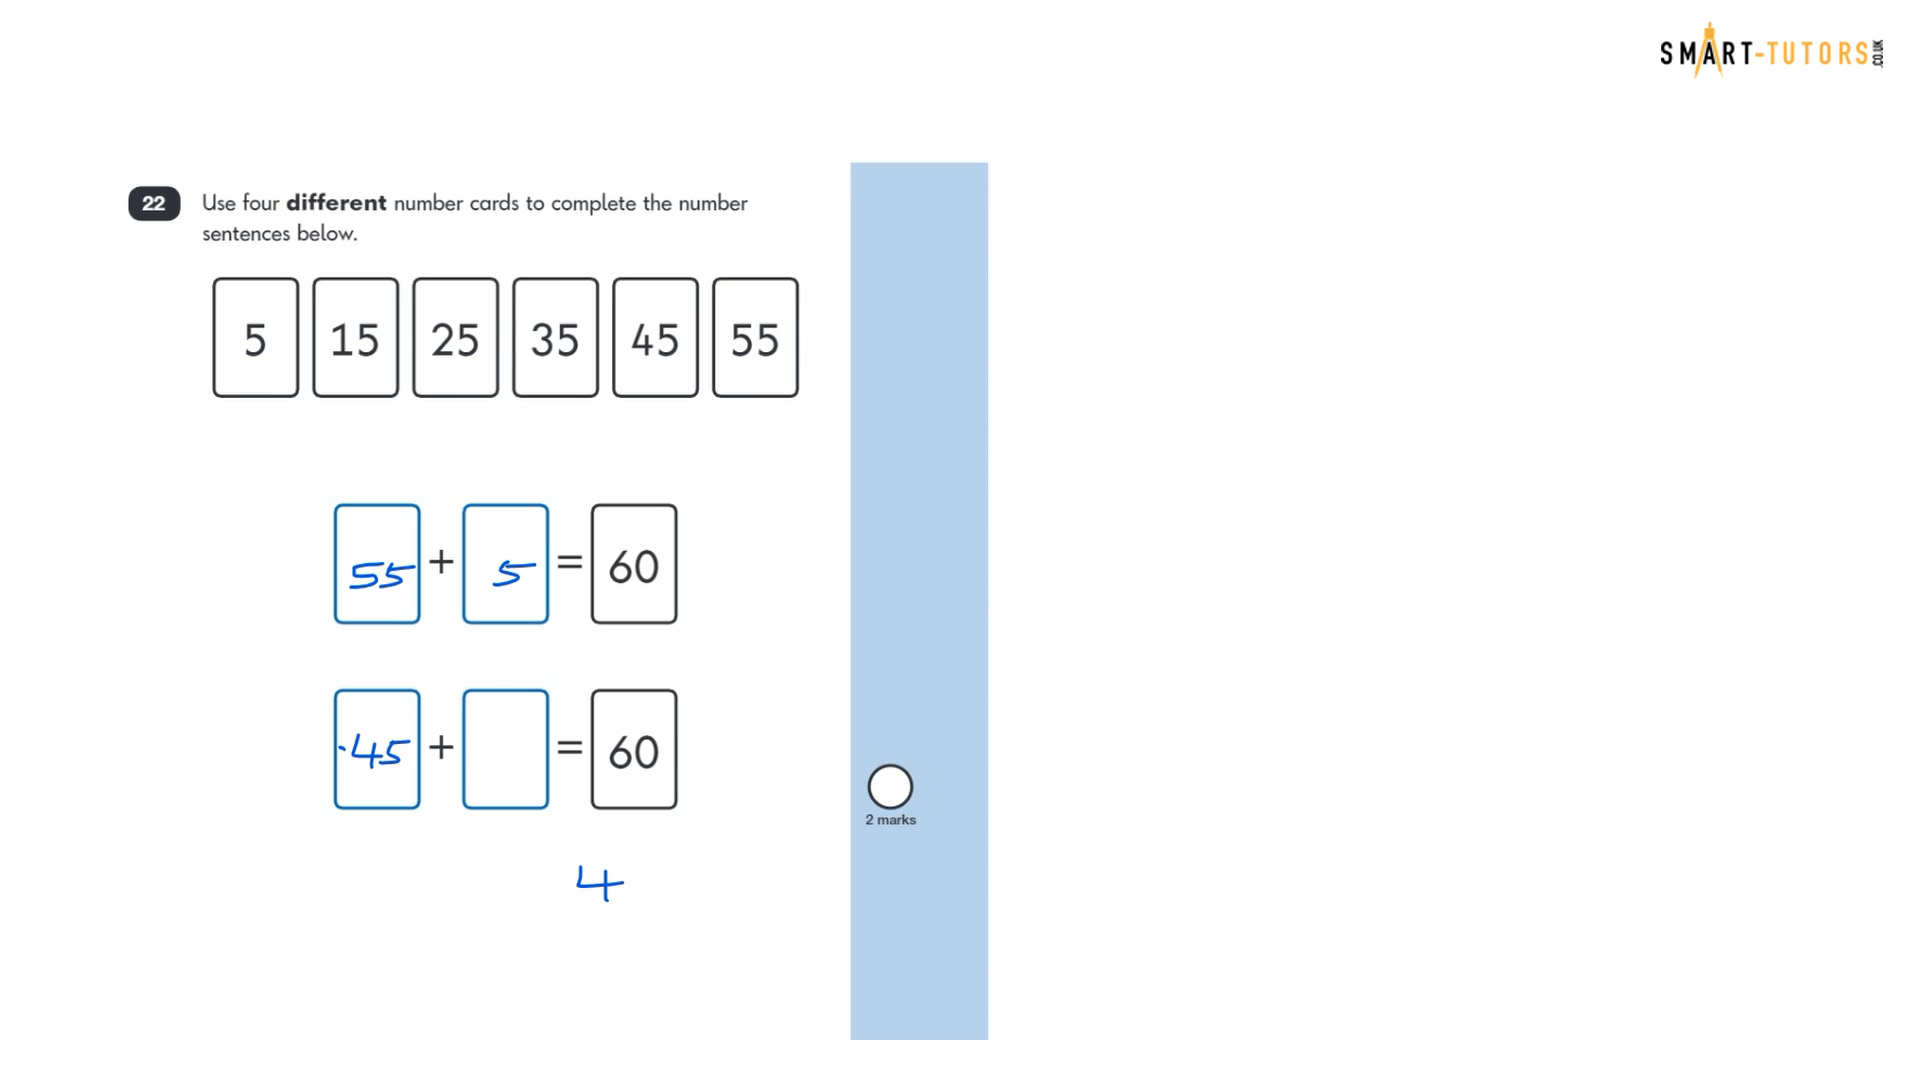 SMART-TUTORS.CO.UK
22 Use four different number cards to complete the number
sentences below.
5 15 25 35 45 55
55 + 5 = 60
45 + = 60
2 marks
4